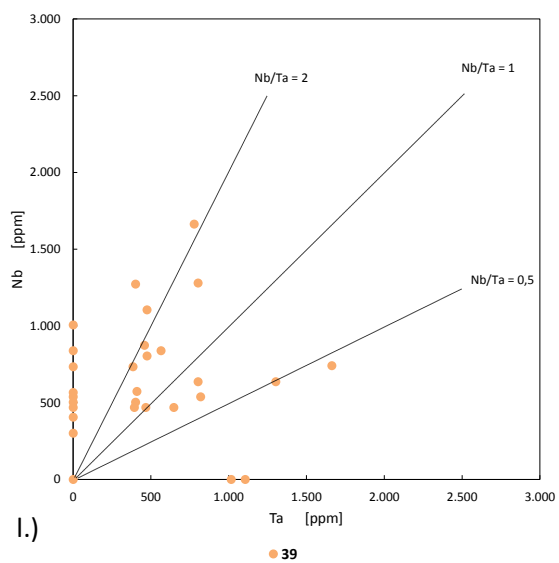 3.000
2.500
2.000
1.500
1.000
500
0
Nb [ppm]
Nb/Ta = 2
Nb/Ta = 1
Nb/Ta = 0,5
0 500 1.000 1.500 2.000 2.500 3.000
Ta [ppm]
l.)
39